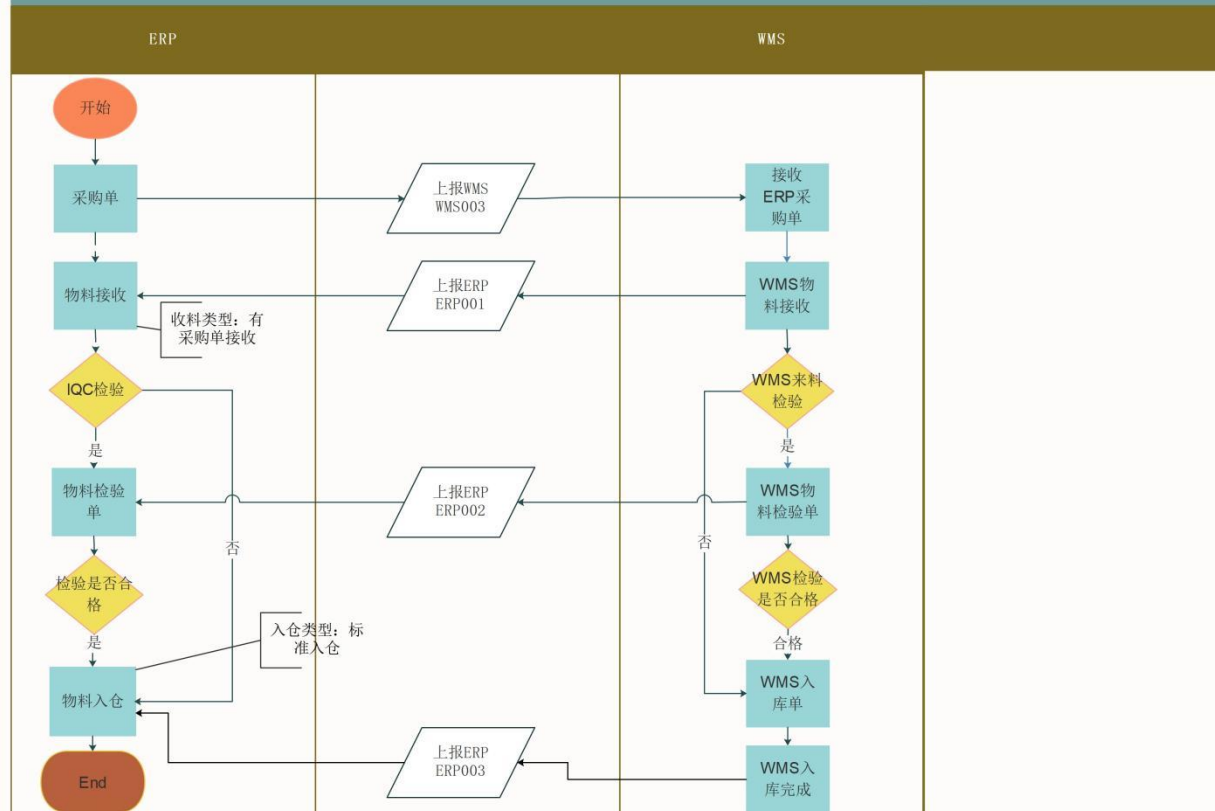 ERP
WMS
开始
采购单
上报WMS
WMS003
接收
ERP采
购单
物料接收
上报ERP
ERP001
WMS物
料接收
收料类型：有
采购单接收
IQC检验
WMS来料
检验
是
是
物料检验
单
上报ERP
ERP002
WMS物
料检验单
否
否
检验是否合
格
WMS检验
是否合格
是
入仓类型：标
准入仓
合格
物料入仓
WMS入
库单
上报ERP
ERP003
End
WMS入
库完成